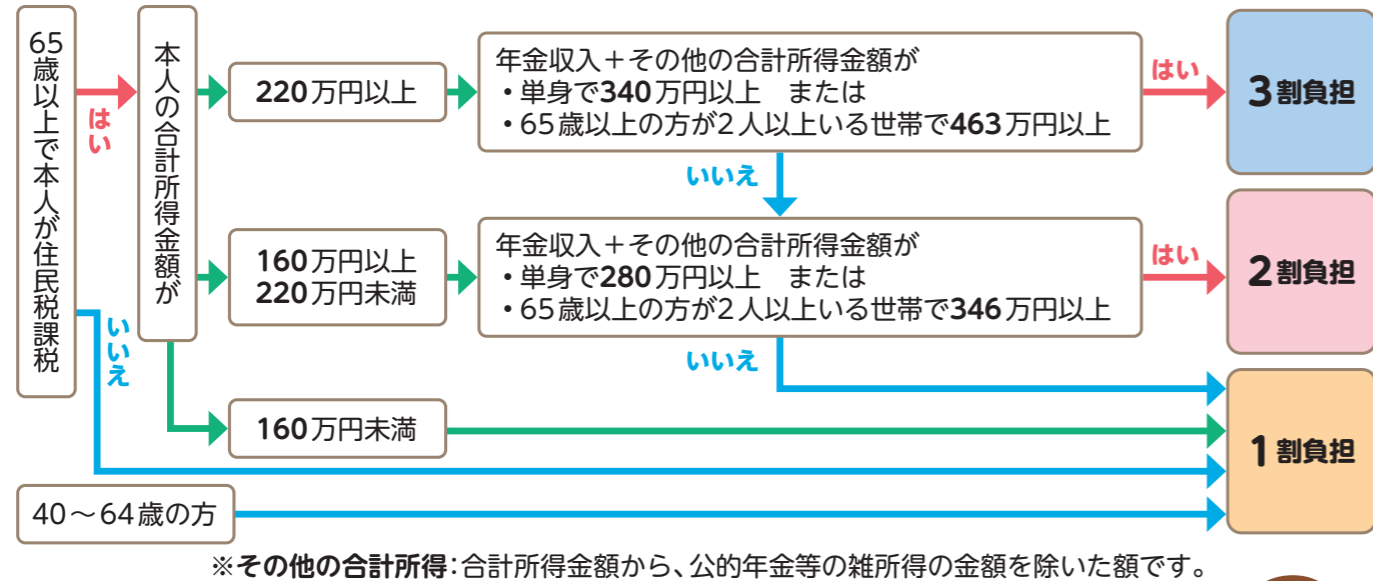 65歳以上で本人が住民税課税
はい
いいえ
本人の合計所得金額が
220万円以上
年金収入＋その他の合計所得金額が
・単身で340万円以上　または
・65歳以上の方が2人以上いる世帯で463万円以上
はい
3割負担
いいえ
160万円以上
220万円未満
年金収入＋その他の合計所得金額が
・単身で280万円以上　または
・65歳以上の方が2人以上いる世帯で346万円以上
はい
2割負担
いいえ
160万円未満
1割負担
40～64歳の方
※その他の合計所得：合計所得金額から、公的年金等の雑所得の金額を除いた額です。